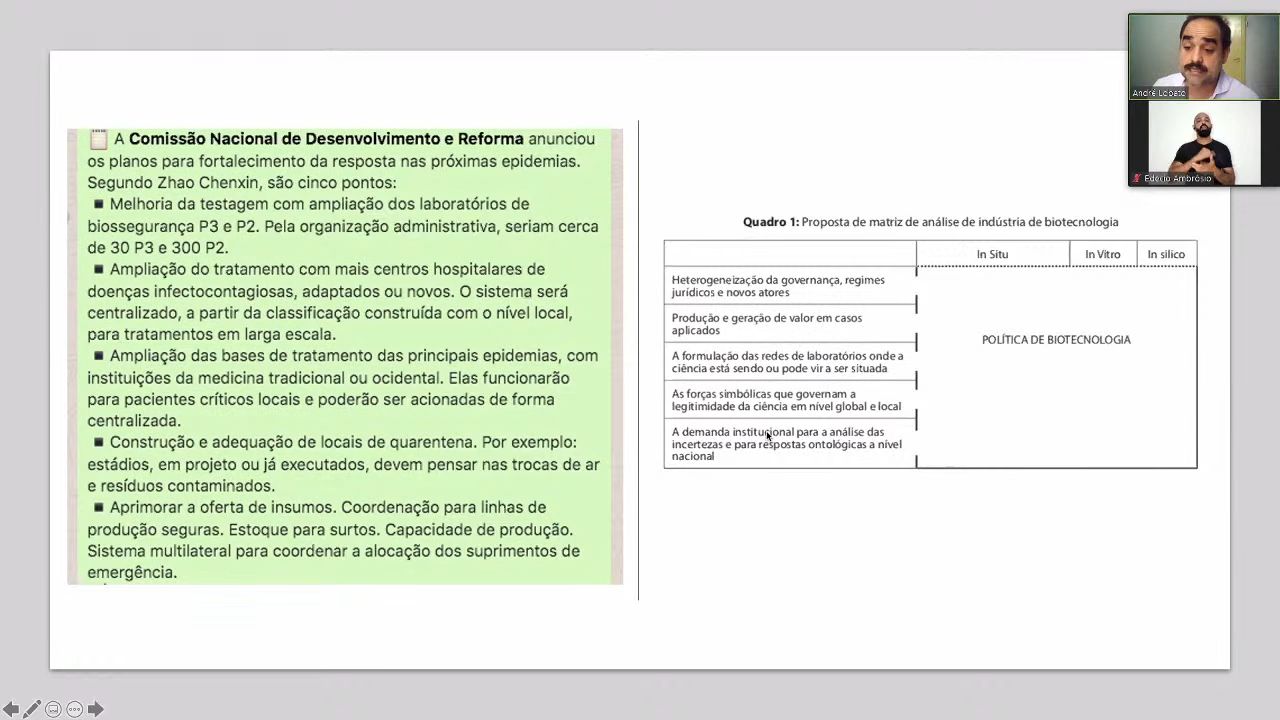 A Comissão Nacional de Desenvolvimento e Reforma anunciou
os planos para fortalecimento da resposta nas próximas epidemias.
Segundo Zhao Chenxin, são cinco pontos:
▪ Melhoria da testagem com ampliação dos laboratórios de
biossegurança P3 e P2. Pela organização administrativa, seriam cerca
de 30 P3 e 300 P2.
▪ Ampliação do tratamento com mais centros hospitalares de
doenças infectocontagiosas, adaptados ou novos. O sistema será
centralizado, a partir da classificação construída com o nível local,
para tratamentos em larga escala.
▪ Ampliação das bases de tratamento das principais epidemias, com
instituições da medicina tradicional ou ocidental. Elas funcionarão
para pacientes críticos locais e poderão ser acionadas de forma
centralizada.
▪ Construção e adequação de locais de quarentena. Por exemplo:
estádios, em projeto ou já executados, devem pensar nas trocas de ar
e resíduos contaminados.
▪ Aprimorar a oferta de insumos. Coordenação para linhas de
produção seguras. Estoque para surtos. Capacidade de produção.
Sistema multilateral para coordenar a alocação dos suprimentos de
emergência.
Quadro 1: Proposta de matriz de análise de indústria de biotecnologia
In Situ In Vitro In silico
Heterogeneização da governança, regimes
jurídicos e novos atores
Produção e geração de valor em casos
aplicados
A formulação das redes de laboratórios onde a
ciência está sendo ou pode vir a ser situada
As forças simbólicas que governam a
legitimidade da ciência em nível global e local
A demanda institucional para a análise das
incertezas e para respostas ontológicas a nível
nacional
POLÍTICA DE BIOTECNOLOGIA
André Lobato
Edecio Ambrósio